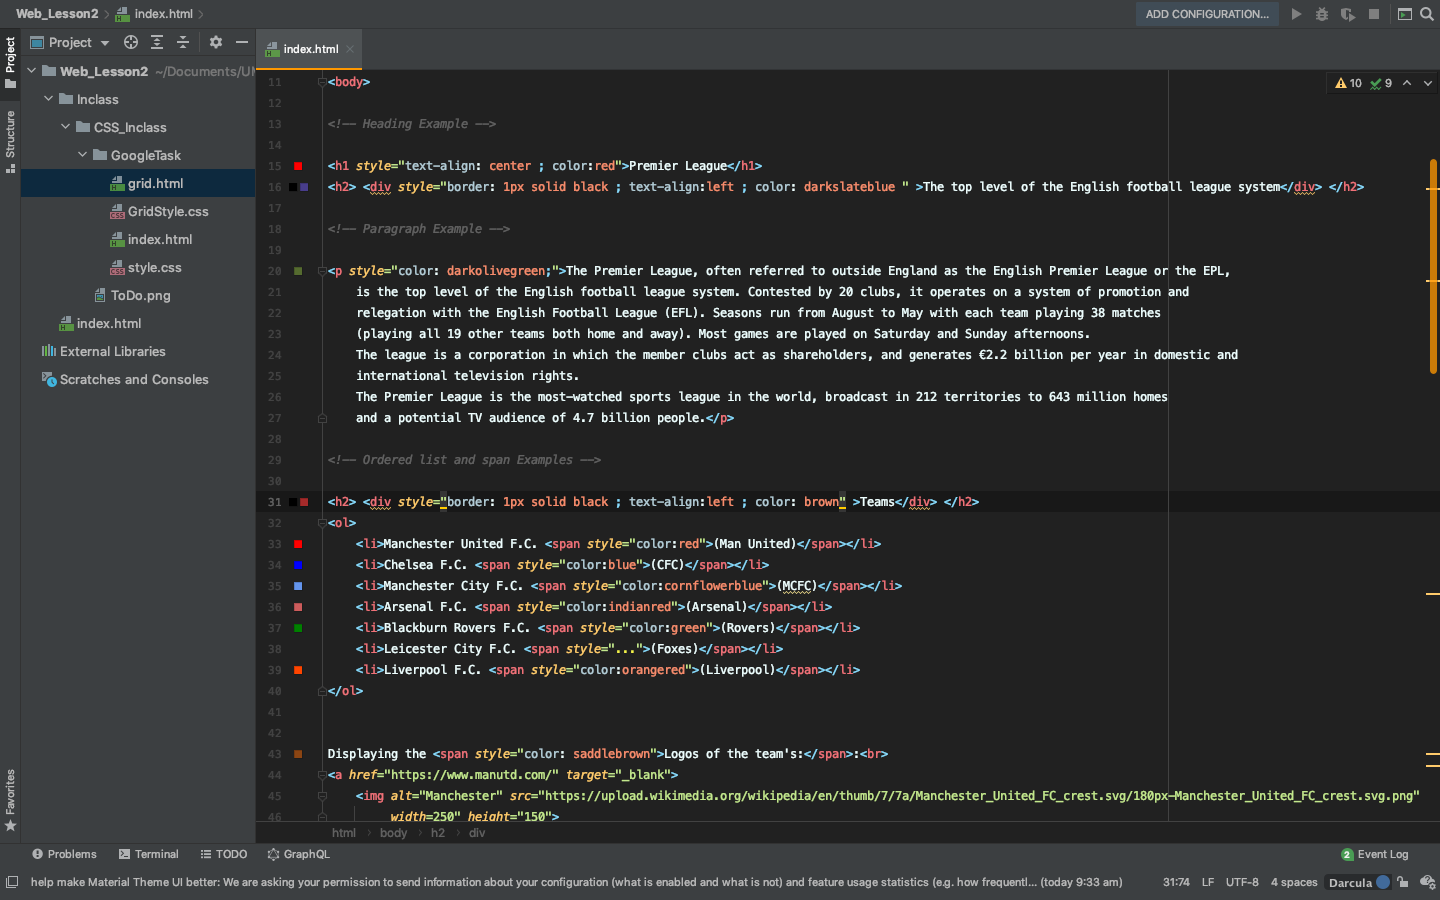 Web_Lesson2 index.html ADD CONFIGURATION...
Project
index.html
Project
Structure
Favorites
Web_Lesson2 ~/Documents/UI
Inclass
CSS_Inclass
GoogleTask
grid.html
GridStyle.css
index.html
style.css
ToDo.png
index.html
External Libraries
Scratches and Consoles
10 9
11 <body>
12
13 <!-- Heading Example -->
14
15 <h1 style="text-align: center ; color:red">Premier League</h1>
16 <h2> <div style="border: 1px solid black ; text-align:left ; color: darkslateblue " >The top level of the English football league system</div> </h2>
17
18 <!-- Paragraph Example -->
19
20 <p style="color: darkolivegreen;">The Premier League, often referred to outside England as the English Premier League or the EPL,
21 is the top level of the English football league system. Contested by 20 clubs, it operates on a system of promotion and
22 relegation with the English Football League (EFL). Seasons run from August to May with each team playing 38 matches
23 (playing all 19 other teams both home and away). Most games are played on Saturday and Sunday afternoons.
24 The league is a corporation in which the member clubs act as shareholders, and generates €2.2 billion per year in domestic and
25 international television rights.
26 The Premier League is the most-watched sports league in the world, broadcast in 212 territories to 643 million homes
27 and a potential TV audience of 4.7 billion people.</p>
28
29 <!-- Ordered list and span Examples -->
30
31 <h2> <div style="border: 1px solid black ; text-align:left ; color: brown" >Teams</div> </h2>
32 <ol>
33 <li>Manchester United F.C. <span style="color:red">(Man United)</span></li>
34 <li>Chelsea F.C. <span style="color:blue">(CFC)</span></li>
35 <li>Manchester City F.C. <span style="color:cornflowerblue">(MCFC)</span></li>
36 <li>Arsenal F.C. <span style="color:indianred">(Arsenal)</span></li>
37 <li>Blackburn Rovers F.C. <span style="color:green">(Rovers)</span></li>
38 <li>Leicester City F.C. <span style="...">(Foxes)</span></li>
39 <li>Liverpool F.C. <span style="color:orangered">(Liverpool)</span></li>
40 </ol>
41
42
43 Displaying the <span style="color: saddlebrown">Logos of the team's:</span>:<br>
44 <a href="https://www.manutd.com/" target="_blank">
45 <img alt="Manchester" src="https://upload.wikimedia.org/wikipedia/en/thumb/7/7a/Manchester_United_FC_crest.svg/180px-Manchester_United_FC_crest.svg.png"
46 width=250" height="150">
html body h2 div
Problems Terminal TODO GraphQL 2 Event Log
help make Material Theme UI better: We are asking your permission to send information about your configuration (what is enabled and what is not) and feature usage statistics (e.g. how frequentl... (today 9:33 am) 31:74 LF UTF-8 4 spaces Darcula